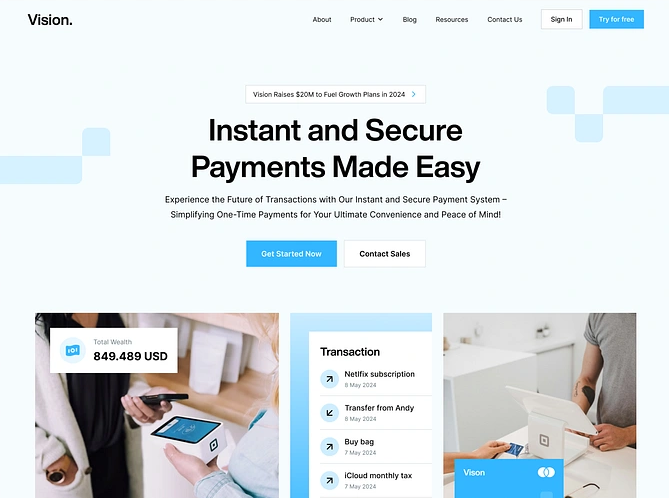 Vision.
About
Product
Blog
Resources
Contact Us
Sign In
Try for free
Vision Raises $20M to Fuel Growth Plans in 2024
Instant and Secure
Payments Made Easy
Experience the Future of Transactions with Our Instant and Secure Payment System –
Simplifying One-Time Payments for Your Ultimate Convenience and Peace of Mind!
Get Started Now
Contact Sales
Total Wealth
849.489 USD
Transaction
Netlfix subscription
8 May 2024
Transfer from Andy
8 May 2024
Buy bag
7 May 2024
iCloud monthly tax
7 May 2024
Vison